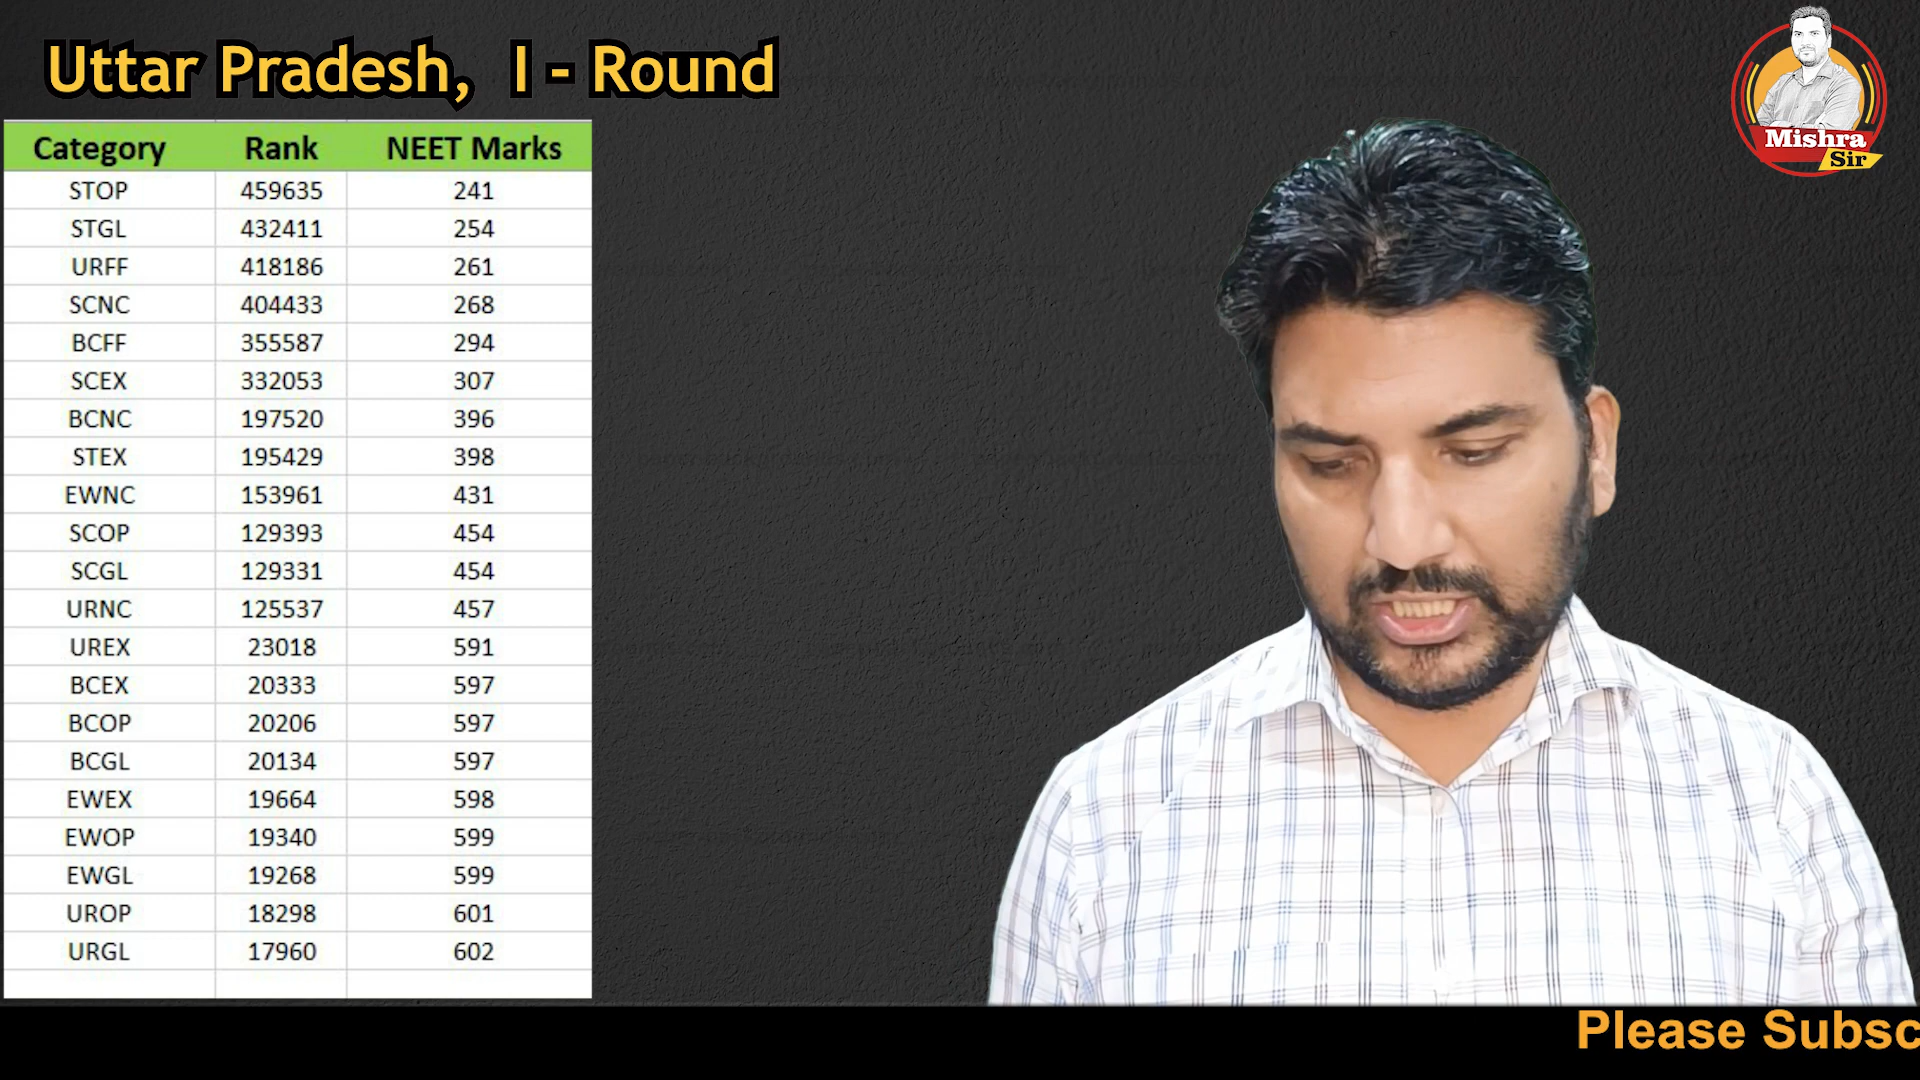 Uttar Pradesh, I - Round
Mishra
Sir
Category Rank NEET Marks
STOP 459635 241
STGL 432411 254
URFF 418186 261
SCNC 404433 268
BCFF 355587 294
SCEX 332053 307
BCNC 197520 396
STEX 195429 398
EWNC 153961 431
SCOP 129393 454
SCGL 129331 454
URNC 125537 457
UREX 23018 591
BCEX 20333 597
BCOP 20206 597
BCGL 20134 597
EWEX 19664 598
EWOP 19340 599
EWGL 19268 599
UROP 18298 601
URGL 17960 602
Please Subsc